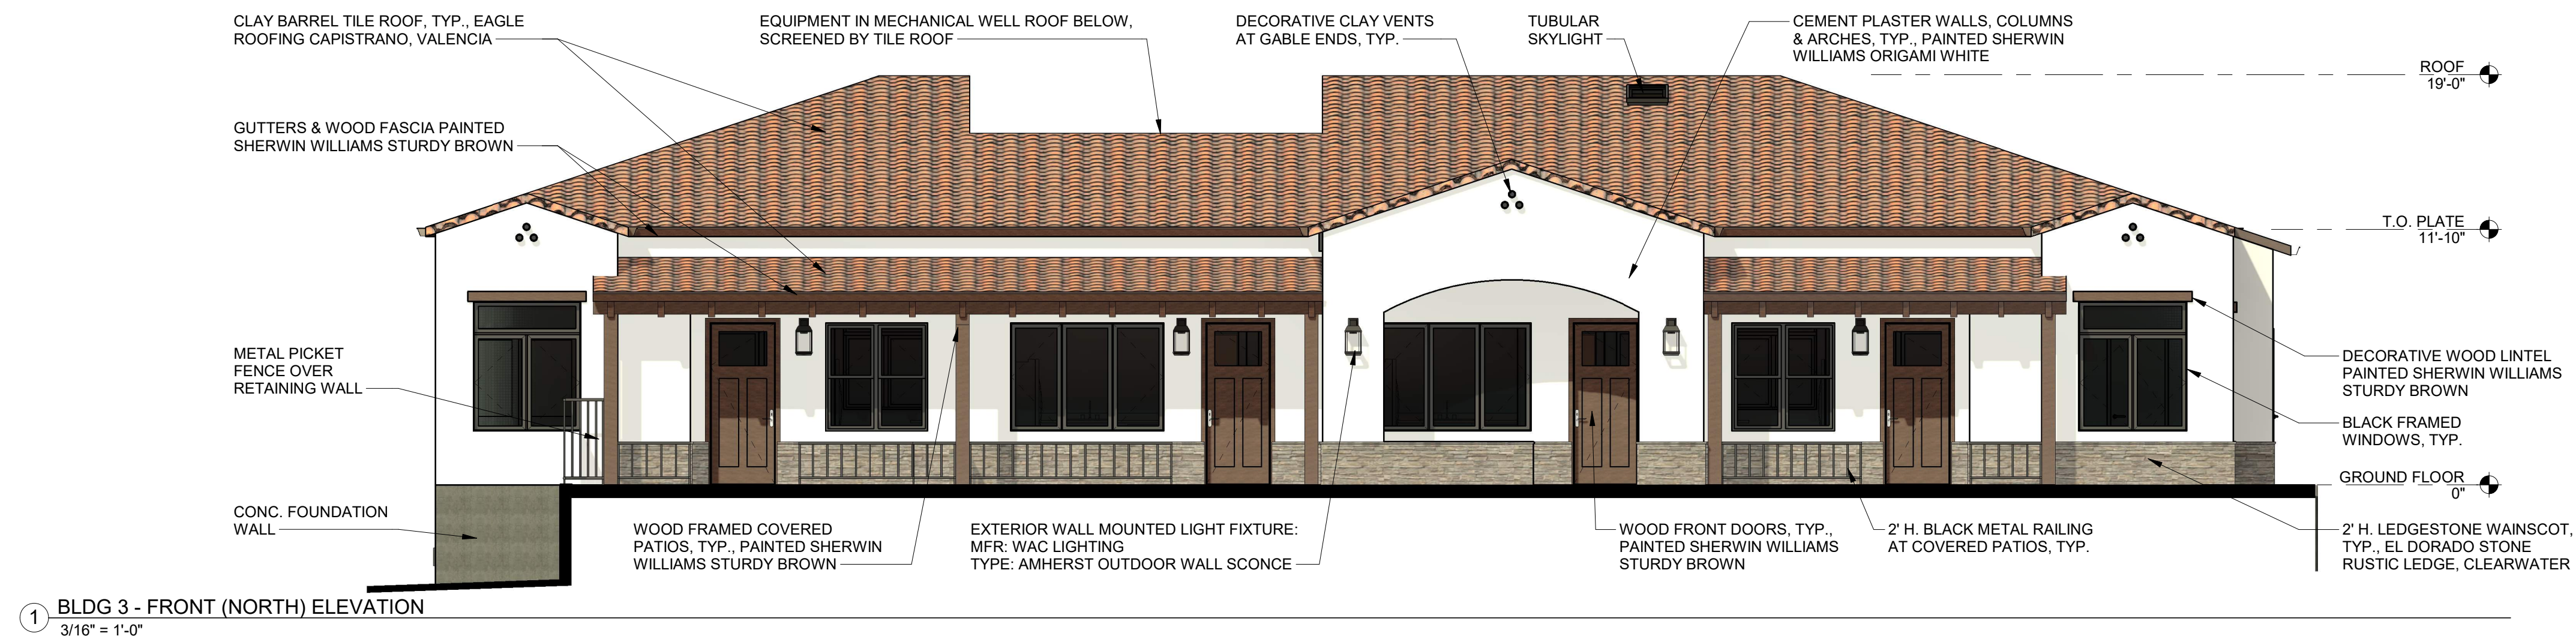 CLAY BARREL TILE ROOF, TYP., EAGLE
ROOFING CAPISTRANO, VALENCIA
EQUIPMENT IN MECHANICAL WELL ROOF BELOW,
SCREENED BY TILE ROOF
DECORATIVE CLAY VENTS
AT GABLE ENDS, TYP.
TUBULAR
SKYLIGHT
CEMENT PLASTER WALLS, COLUMNS
& ARCHES, TYP., PAINTED SHERWIN
WILLIAMS ORIGAMI WHITE
ROOF
19'-0"
GUTTERS & WOOD FASCIA PAINTED
SHERWIN WILLIAMS STURDY BROWN
T.O. PLATE
11'-10"
METAL PICKET
FENCE OVER
RETAINING WALL
DECORATIVE WOOD LINTEL
PAINTED SHERWIN WILLIAMS
STURDY BROWN
BLACK FRAMED
WINDOWS, TYP.
GROUND FLOOR
0"
CONC. FOUNDATION
WALL
WOOD FRAMED COVERED
PATIOS, TYP., PAINTED SHERWIN
WILLIAMS STURDY BROWN
EXTERIOR WALL MOUNTED LIGHT FIXTURE:
MFR: WAC LIGHTING
TYPE: AMHERST OUTDOOR WALL SCONCE
WOOD FRONT DOORS, TYP.,
PAINTED SHERWIN WILLIAMS
STURDY BROWN
2' H. BLACK METAL RAILING
AT COVERED PATIOS, TYP.
2' H. LEDGESTONE WAINSCOT,
TYP., EL DORADO STONE
RUSTIC LEDGE, CLEARWATER
1
BLDG 3 - FRONT (NORTH) ELEVATION
3/16" = 1'-0"